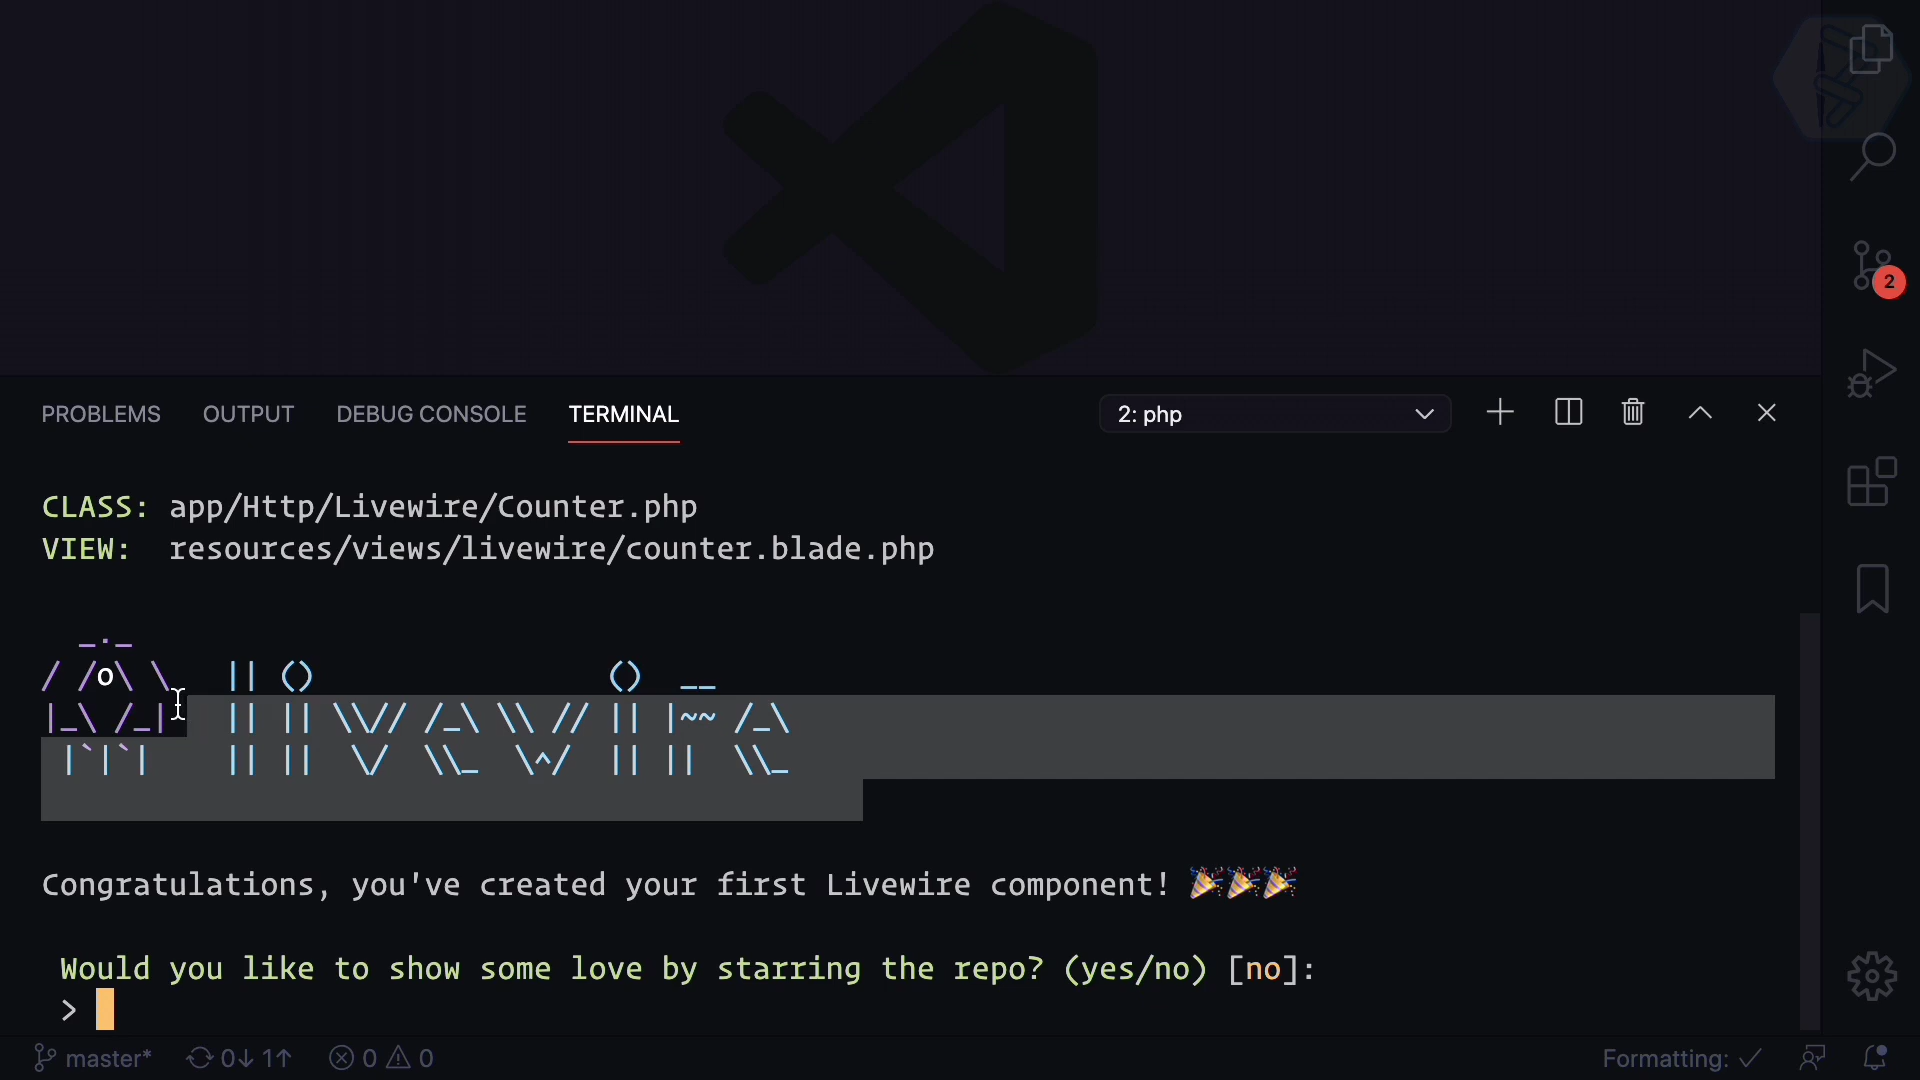 2
PROBLEMS OUTPUT DEBUG CONSOLE TERMINAL 2: php
CLASS: app/Http/Livewire/Counter.php
VIEW:  resources/views/livewire/counter.blade.php
  _._
/ /o\ \   || ()                ()  __
|_\ /_|   || || \\// /_\ \\ // || |~~ /_\
 |`|`|    || ||  \/  \\_  \^/  || ||  \\_
Congratulations, you've created your first Livewire component! 🎉🎉🎉
Would you like to show some love by starring the repo? (yes/no) [no]:
>
master* 0↓ 1↑ 0 0 Formatting: ✓